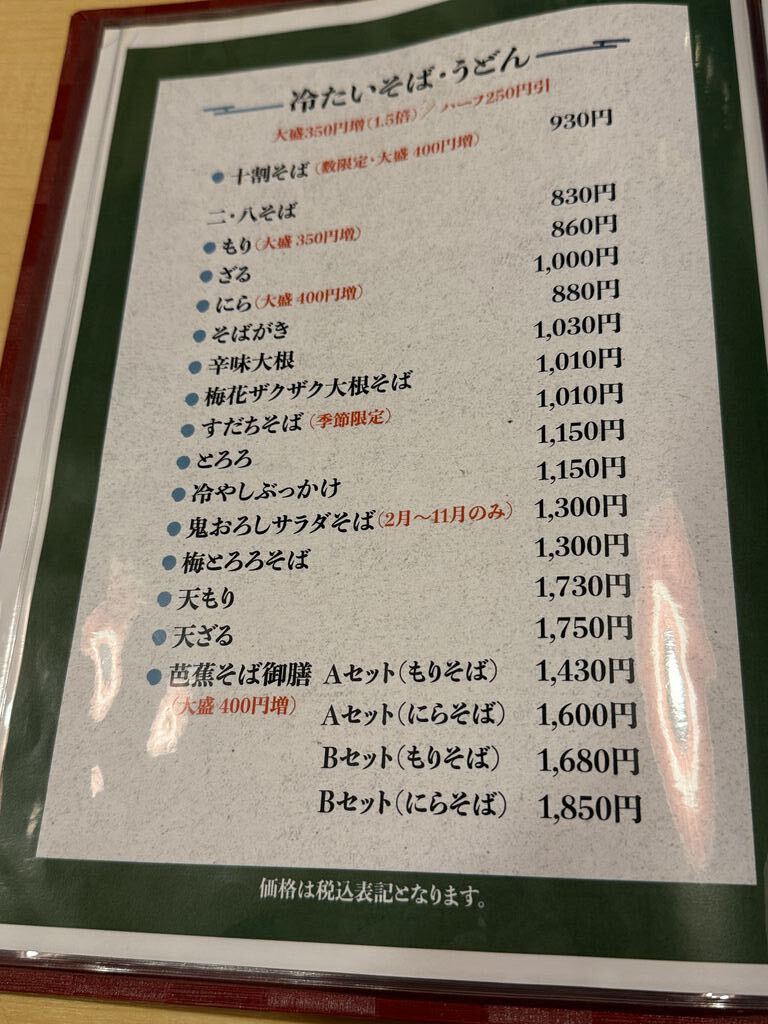 冷たいそば・うどん
大盛350円増(1.5倍)／ハーフ250円引
● 十割そば(数限定・大盛 400円増) 930円
二・八そば
● もり(大盛 350円増) 830円
● ざる 860円
● にら(大盛 400円増) 1,000円
● そばがき 880円
● 辛味大根 1,030円
● 梅花ザクザク大根そば 1,010円
● すだちそば(季節限定) 1,010円
● とろろ 1,150円
● 冷やしぶっかけ 1,150円
● 鬼おろしサラダそば(2月〜11月のみ) 1,300円
● 梅とろろそば 1,300円
● 天もり 1,730円
● 天ざる 1,750円
● 芭蕉そば御膳 Aセット(もりそば) 1,430円
(大盛 400円増) Aセット(にらそば) 1,600円
Bセット(もりそば) 1,680円
Bセット(にらそば) 1,850円
価格は税込表記となります。